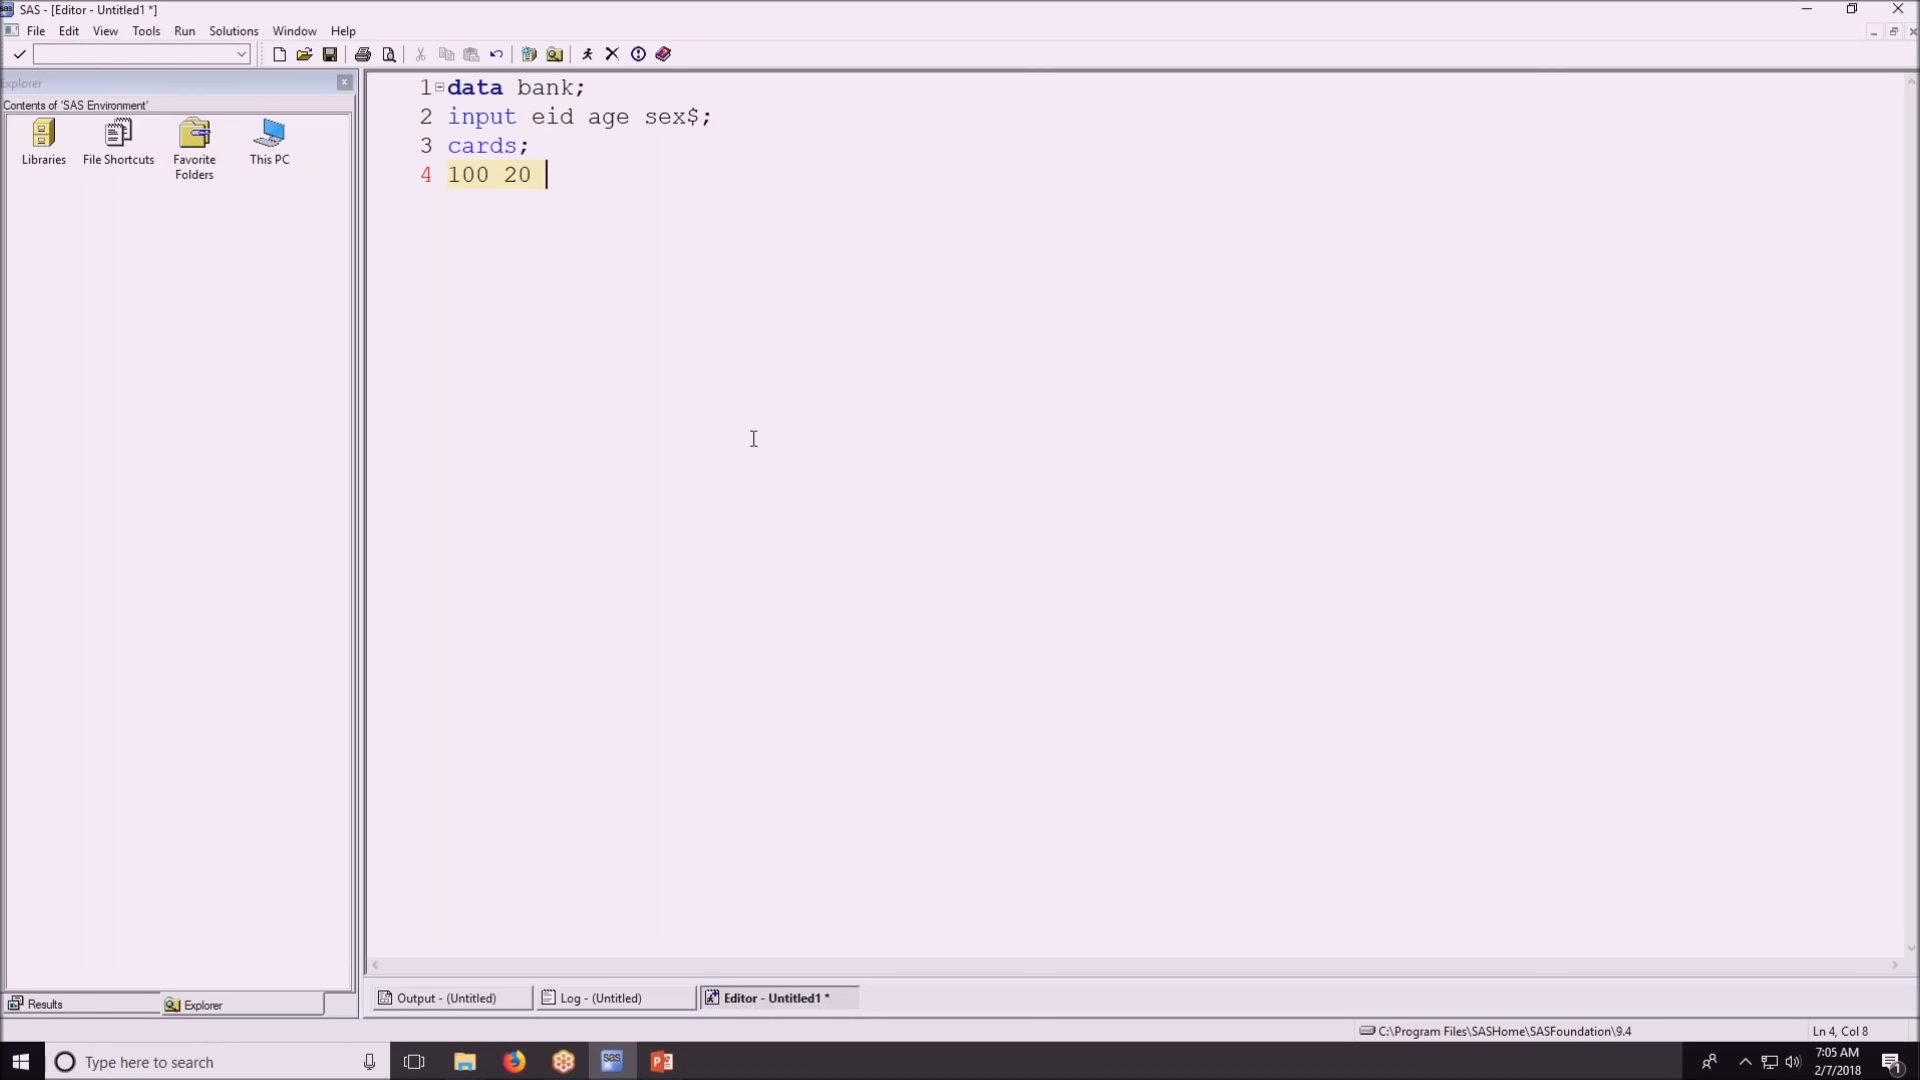 SAS - [Editor - Untitled1 *]
File Edit View Tools Run Solutions Window Help
Explorer
Contents of 'SAS Environment'
Libraries File Shortcuts Favorite Folders This PC
1 data bank;
2 input eid age sex$;
3 cards;
4 100 20
Results Explorer
Output - (Untitled) Log - (Untitled) Editor - Untitled1 *
C:\Program Files\SASHome\SASFoundation\9.4 Ln 4, Col 8
Type here to search
sas
7:05 AM
2/7/2018
1